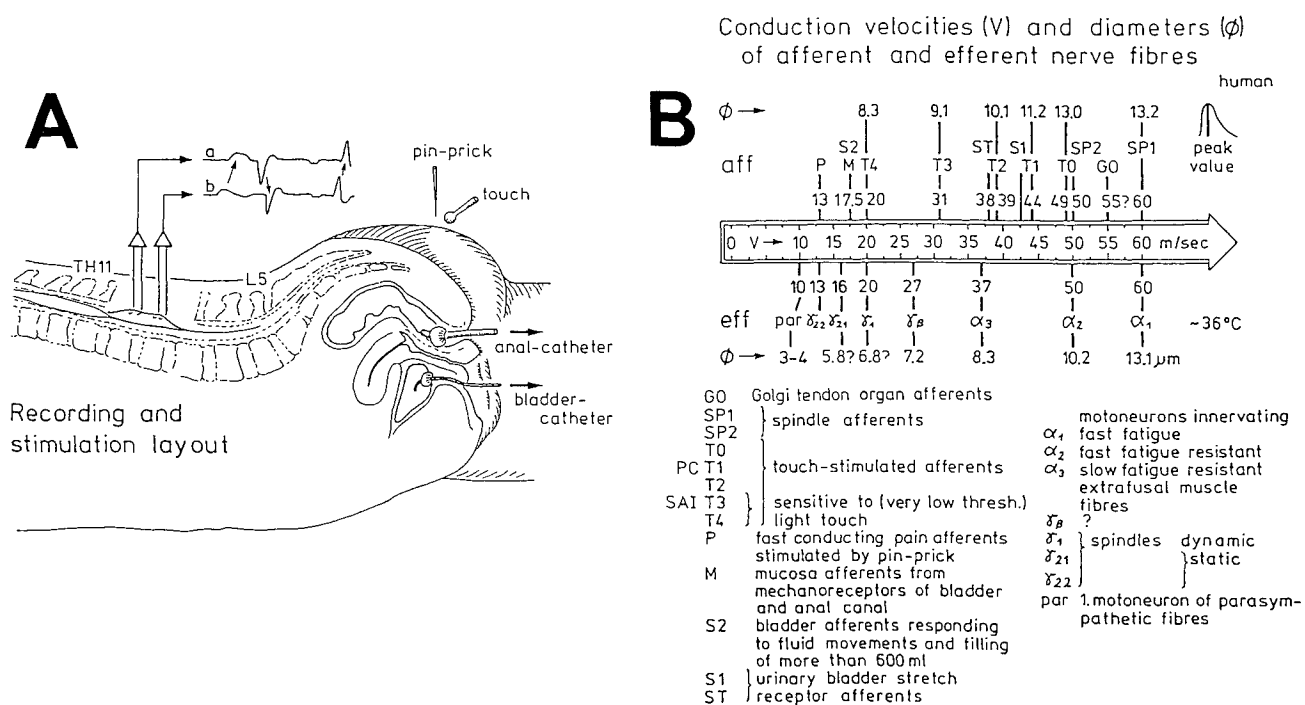 A
a
b
pin-prick
touch
TH11
L5
anal-catheter
bladder-
catheter
Recording and
stimulation layout
B
Conduction velocities (V) and diameters (ϕ)
of afferent and efferent nerve fibres
human
ϕ → 8.3 9.1 10.1 11.2 13.0 13.2
S2 ST S1 SP2 SP1 peak
aff P M T4 T3 T2 T1 T0 GO value
13 17.5 20 31 38 39 44 49 50 55? 60
0 V → 10 15 20 25 30 35 40 45 50 55 60 m/sec
10 13 16 20 27 37 50 60
eff par γ22 γ21 γ1 γβ α3 α2 α1 ~36°C
ϕ → 3-4 5.8? 6.8? 7.2 8.3 10.2 13.1 µm
GO Golgi tendon organ afferents
SP1
SP2 spindle afferents
T0
PC T1 touch-stimulated afferents
T2
SAI T3 sensitive to (very low thresh.)
T4 light touch
P fast conducting pain afferents
stimulated by pin-prick
M mucosa afferents from
mechanoreceptors of bladder
and anal canal
S2 bladder afferents responding
to fluid movements and filling
of more than 600 ml
S1 urinary bladder stretch
ST receptor afferents
motoneurons innervating
α1 fast fatigue
α2 fast fatigue resistant
α3 slow fatigue resistant
extrafusal muscle
fibres
γβ ?
γ1 spindles dynamic
γ21 static
γ22
par 1. motoneuron of parasym-
pathetic fibres